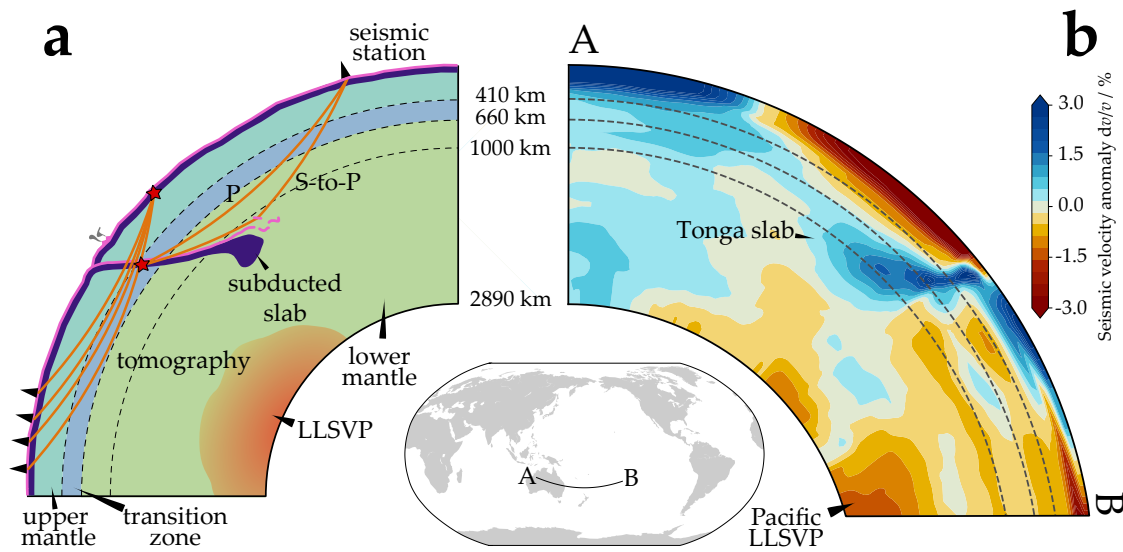 a
seismic
station
A
b
410 km
660 km
1000 km
P
S-to-P
subducted
slab
2890 km
tomography
lower
mantle
LLSVP
upper
mantle
transition
zone
Tonga slab
3.0
1.5
0.0
-1.5
-3.0
Seismic velocity anomaly dv/v / %
A
B
Pacific
LLSVP
B